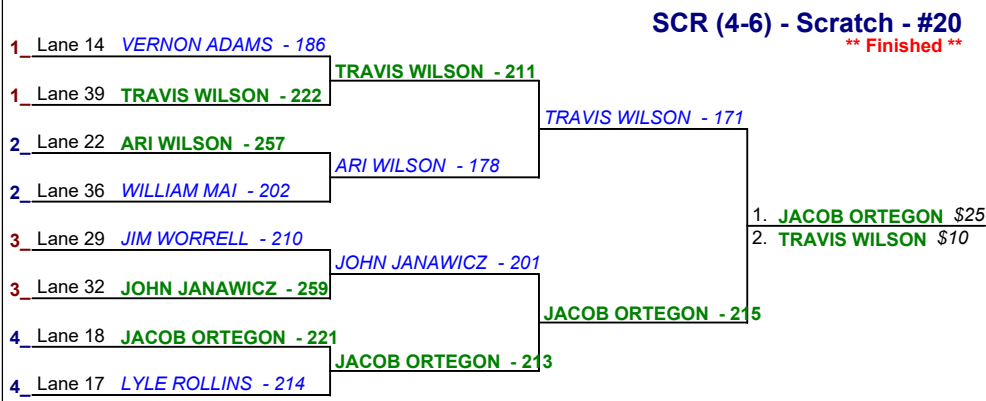 SCR (4-6) - Scratch - #20
** Finished **
1_ Lane 14 VERNON ADAMS - 186
TRAVIS WILSON - 211
1_ Lane 39 TRAVIS WILSON - 222
TRAVIS WILSON - 171
2_ Lane 22 ARI WILSON - 257
ARI WILSON - 178
2_ Lane 36 WILLIAM MAI - 202
1. JACOB ORTEGON $25
2. TRAVIS WILSON $10
3_ Lane 29 JIM WORRELL - 210
JOHN JANAWICZ - 201
3_ Lane 32 JOHN JANAWICZ - 259
JACOB ORTEGON - 215
4_ Lane 18 JACOB ORTEGON - 221
JACOB ORTEGON - 213
4_ Lane 17 LYLE ROLLINS - 214